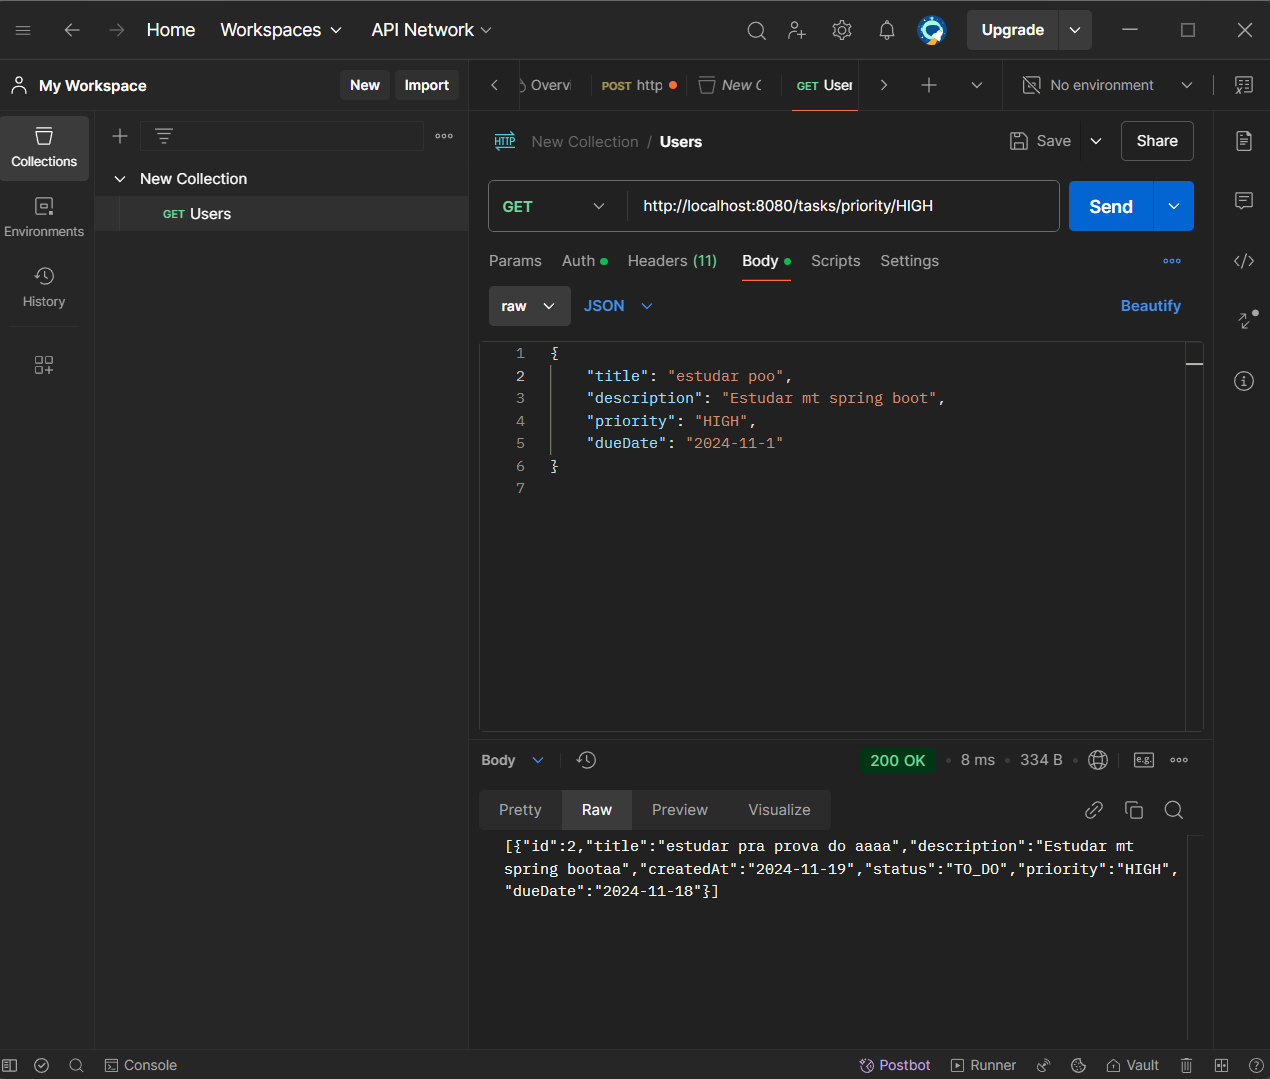 Home Workspaces API Network Upgrade
My Workspace New Import Overvi POST http New C GET User No environment
Collections
Environments
History
New Collection
GET Users
HTTP New Collection / Users Save Share
GET http://localhost:8080/tasks/priority/HIGH Send
Params Auth Headers (11) Body Scripts Settings
raw JSON Beautify
1 {
2 "title": "estudar poo",
3 "description": "Estudar mt spring boot",
4 "priority": "HIGH",
5 "dueDate": "2024-11-1"
6 }
7
Body 200 OK 8 ms 334 B e.g.
Pretty Raw Preview Visualize
[{"id":2,"title":"estudar pra prova do aaaa","description":"Estudar mt
spring bootaa","createdAt":"2024-11-19","status":"TO_DO","priority":"HIGH",
"dueDate":"2024-11-18"}]
Console Postbot Runner Vault